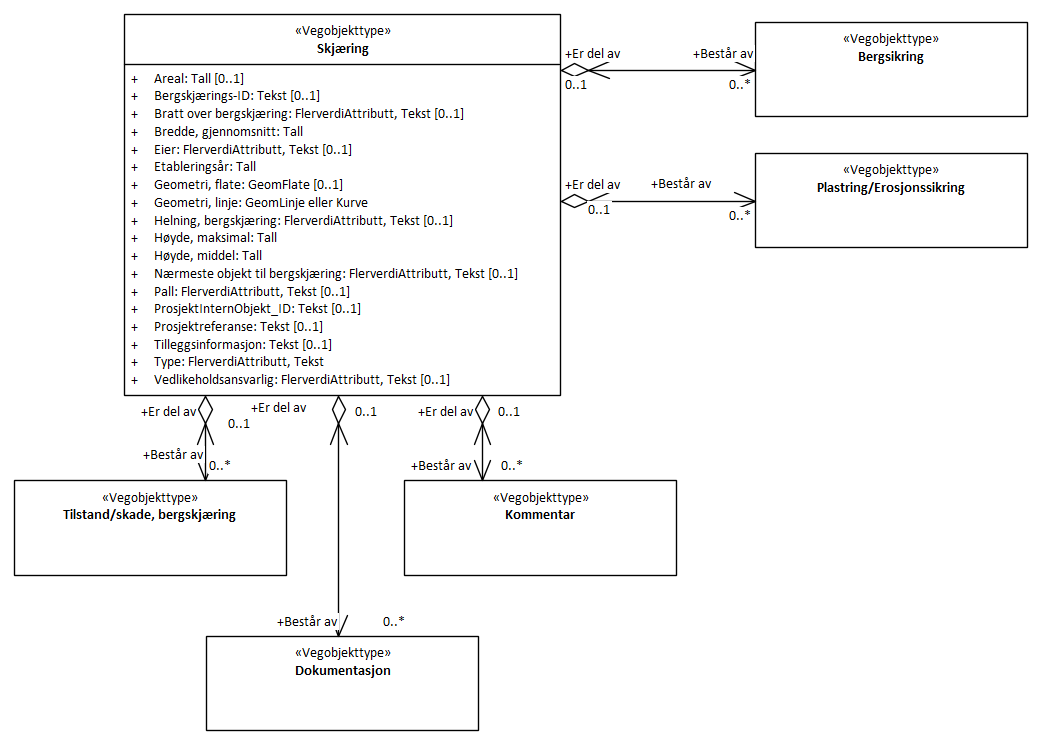 «Vegobjekttype»
Skjæring
+ Areal: Tall [0..1]
+ Bergskjærings-ID: Tekst [0..1]
+ Bratt over bergskjæring: FlerverdiAttributt, Tekst [0..1]
+ Bredde, gjennomsnitt: Tall
+ Eier: FlerverdiAttributt, Tekst [0..1]
+ Etableringsår: Tall
+ Geometri, flate: GeomFlate [0..1]
+ Geometri, linje: GeomLinje eller Kurve
+ Helning, bergskjæring: FlerverdiAttributt, Tekst [0..1]
+ Høyde, maksimal: Tall
+ Høyde, middel: Tall
+ Nærmeste objekt til bergskjæring: FlerverdiAttributt, Tekst [0..1]
+ Pall: FlerverdiAttributt, Tekst [0..1]
+ ProsjektInternObjekt_ID: Tekst [0..1]
+ Prosjektreferanse: Tekst [0..1]
+ Tilleggsinformasjon: Tekst [0..1]
+ Type: FlerverdiAttributt, Tekst
+ Vedlikeholdsansvarlig: FlerverdiAttributt, Tekst [0..1]
+Er del av
0..1
+Består av
0..*
«Vegobjekttype»
Bergsikring
+Er del av
0..1
+Består av
0..*
«Vegobjekttype»
Plastring/Erosjonssikring
+Er del av
0..1
+Består av
0..*
«Vegobjekttype»
Tilstand/skade, bergskjæring
+Er del av
0..1
+Består av
0..*
«Vegobjekttype»
Dokumentasjon
+Er del av
0..1
+Består av
0..*
«Vegobjekttype»
Kommentar